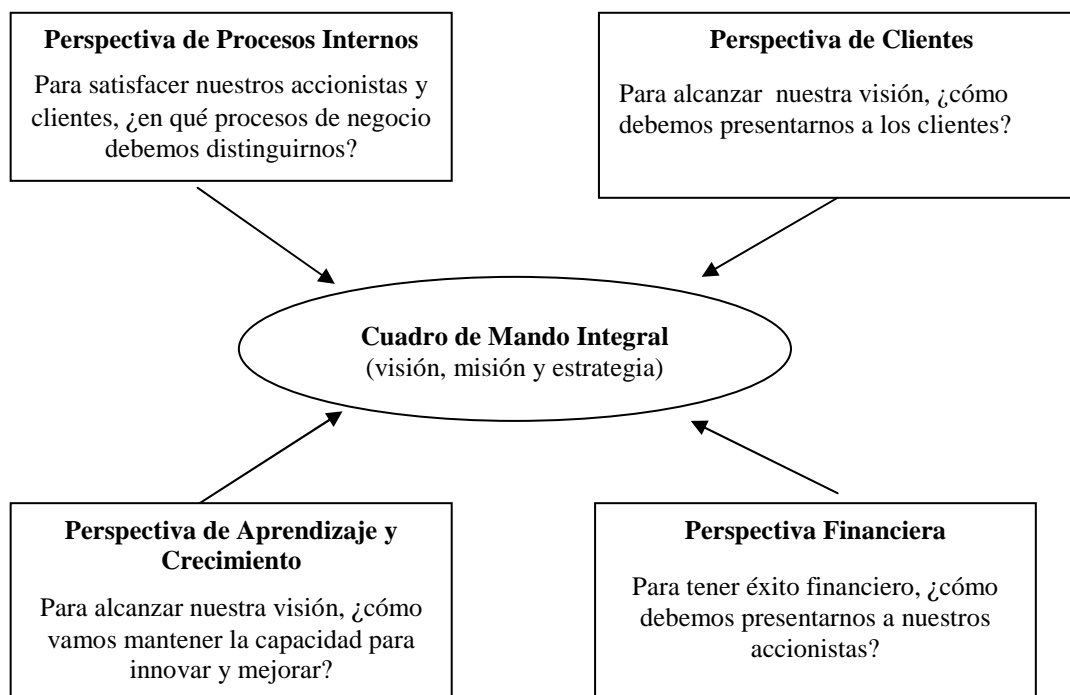 Perspectiva de Procesos Internos
Para satisfacer nuestros accionistas y
clientes, ¿en qué procesos de negocio
debemos distinguirnos?
Perspectiva de Clientes
Para alcanzar nuestra visión, ¿cómo
debemos presentarnos a los clientes?
Cuadro de Mando Integral
(visión, misión y estrategia)
Perspectiva de Aprendizaje y
Crecimiento
Para alcanzar nuestra visión, ¿cómo
vamos mantener la capacidad para
innovar y mejorar?
Perspectiva Financiera
Para tener éxito financiero, ¿cómo
debemos presentarnos a nuestros
accionistas?